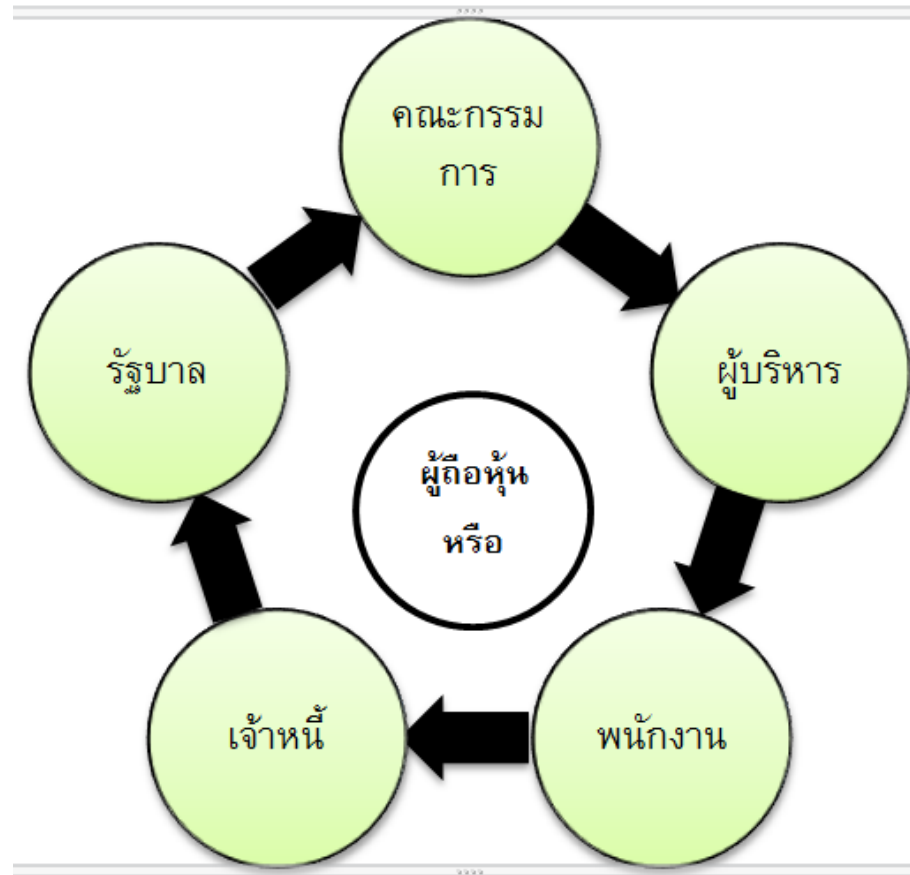 คณะกรรม
การ
ผู้บริหาร
พนักงาน
เจ้าหนี้
รัฐบาล
ผู้ถือหุ้น
หรือ